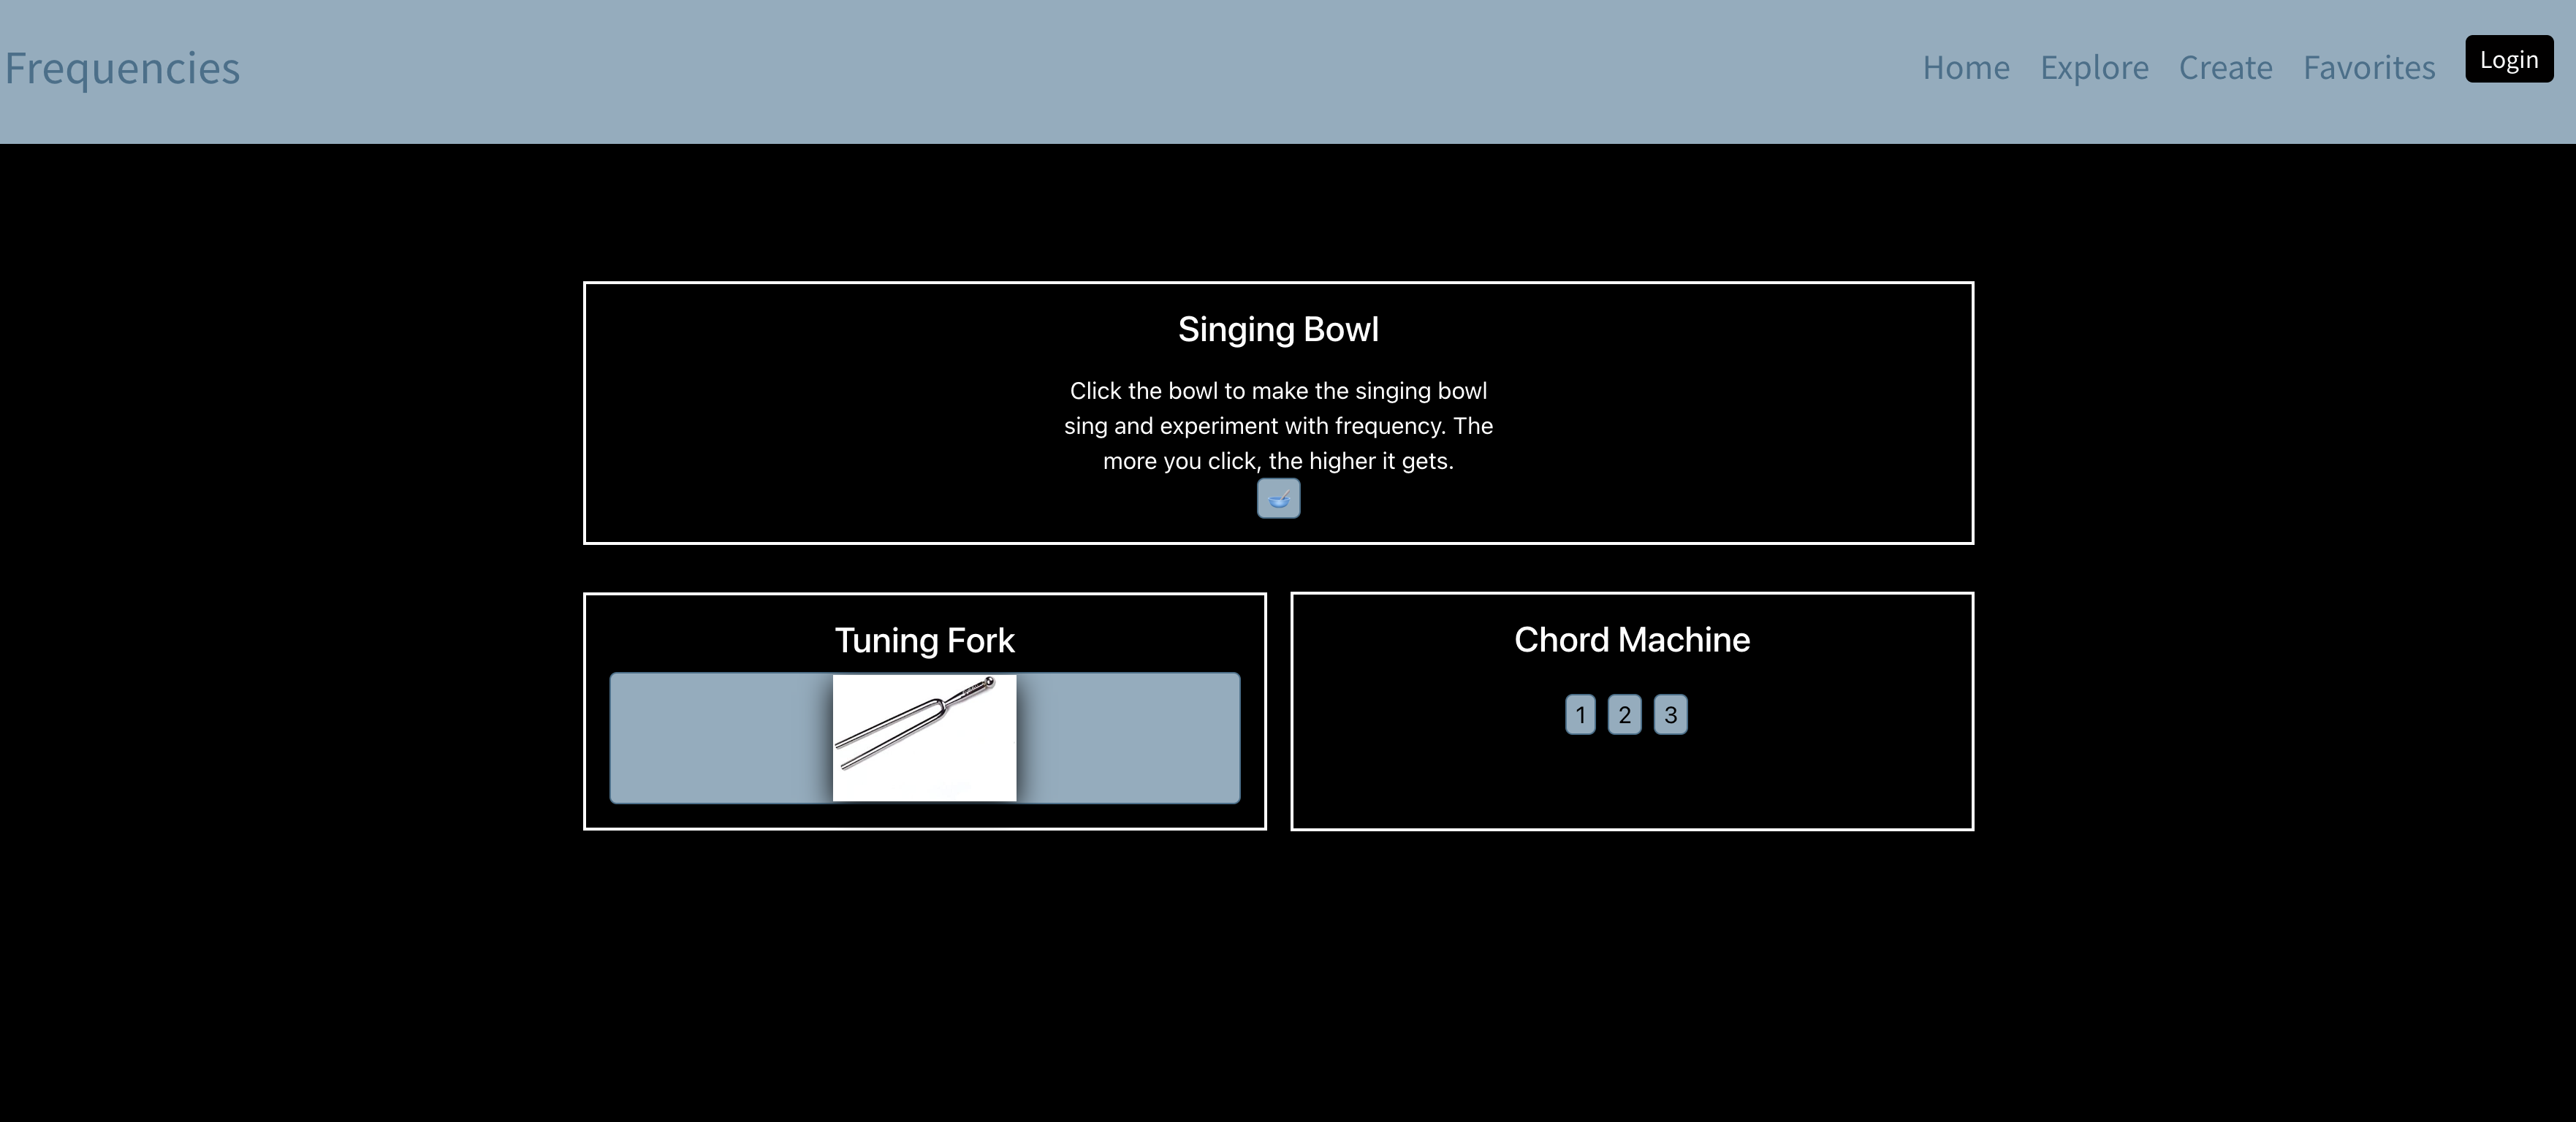 Frequencies
Home Explore Create Favorites Login
Singing Bowl
Click the bowl to make the singing bowl
sing and experiment with frequency. The
more you click, the higher it gets.
Tuning Fork
Chord Machine
1 2 3